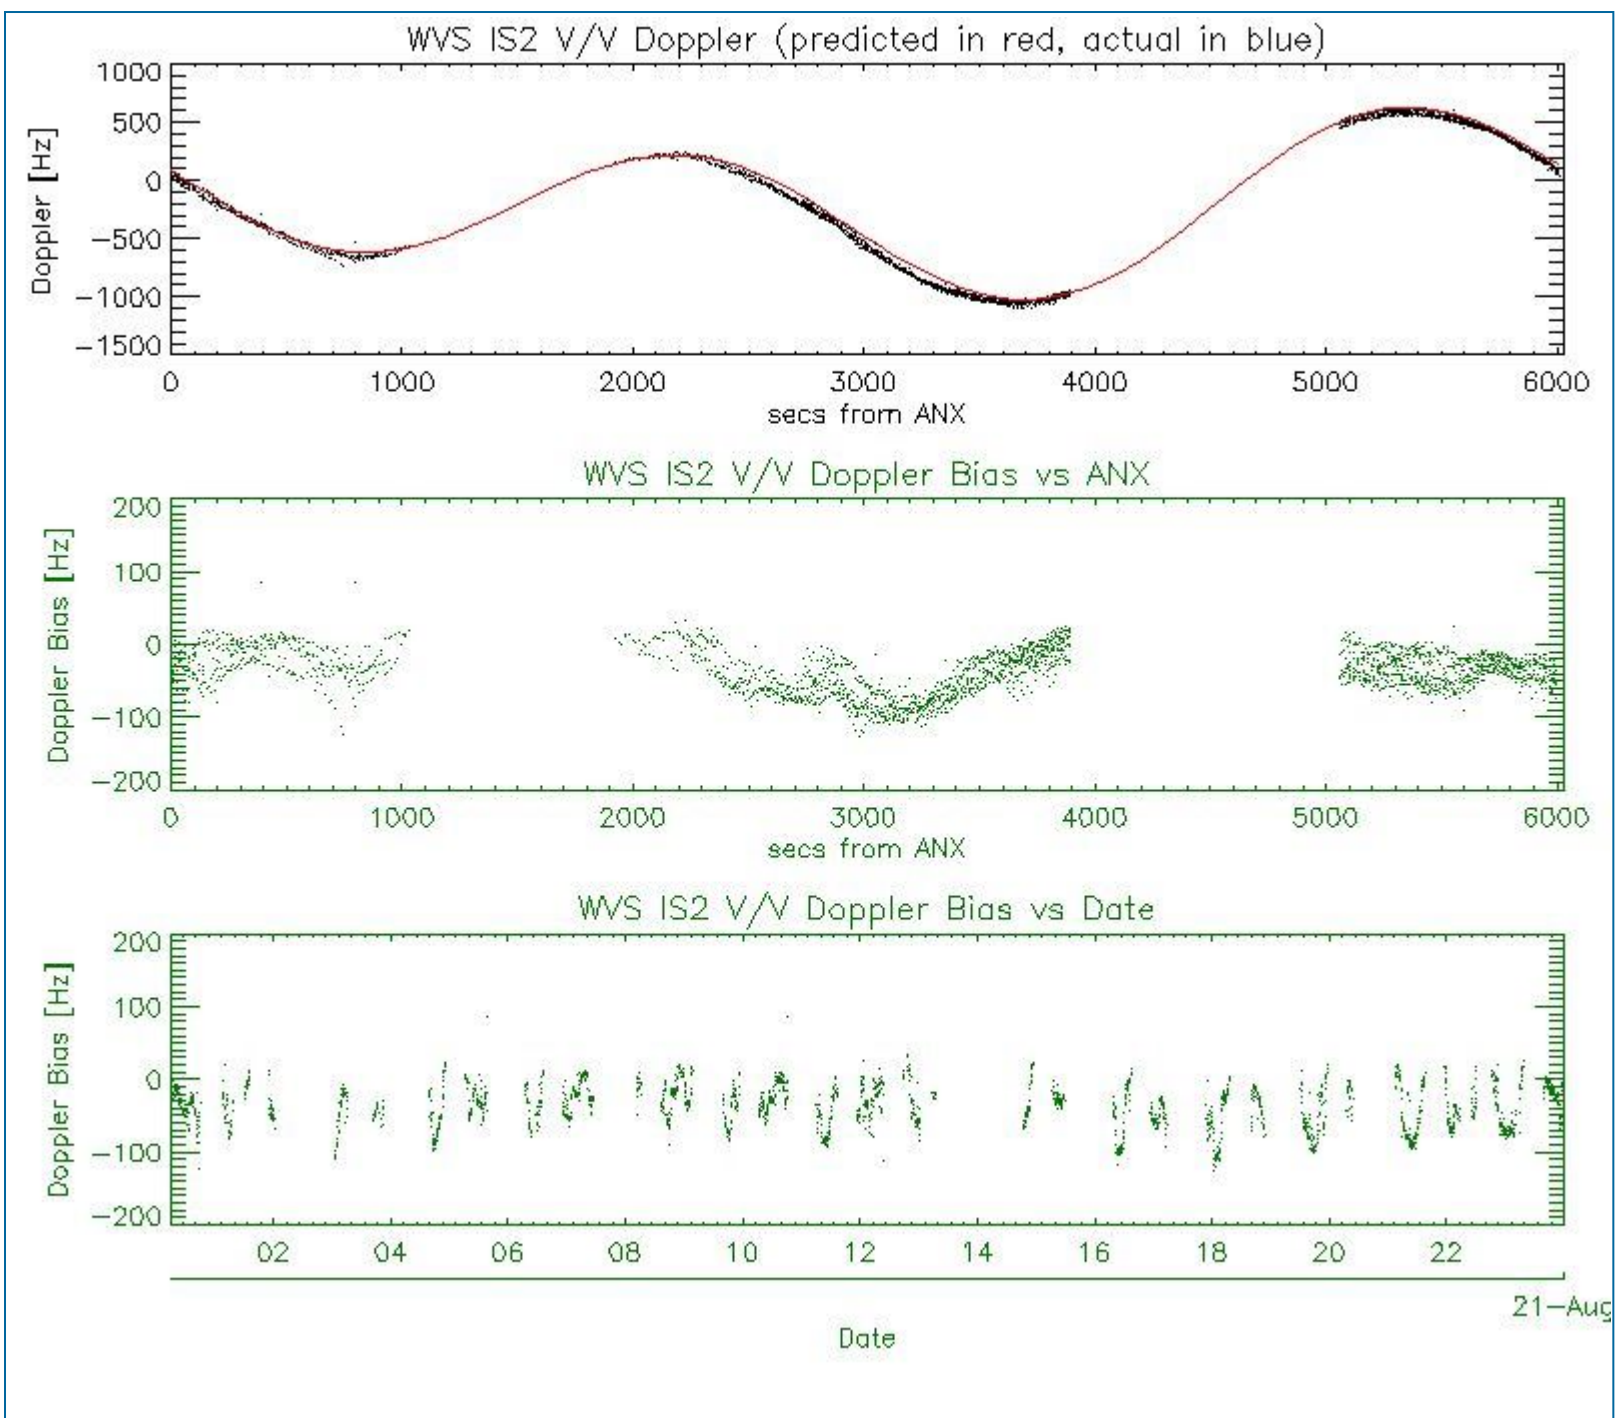 WVS IS2 V/V Doppler (predicted in red, actual in blue)
1000
500
0
-500
-1000
-1500
Doppler [Hz]
0 1000 2000 3000 4000 5000 6000
secs from ANX
WVS IS2 V/V Doppler Bias vs ANX
200
100
0
-100
-200
Doppler Bias [Hz]
0 1000 2000 3000 4000 5000 6000
secs from ANX
WVS IS2 V/V Doppler Bias vs Date
200
100
0
-100
-200
Doppler Bias [Hz]
02 04 06 08 10 12 14 16 18 20 22
21-Aug
Date